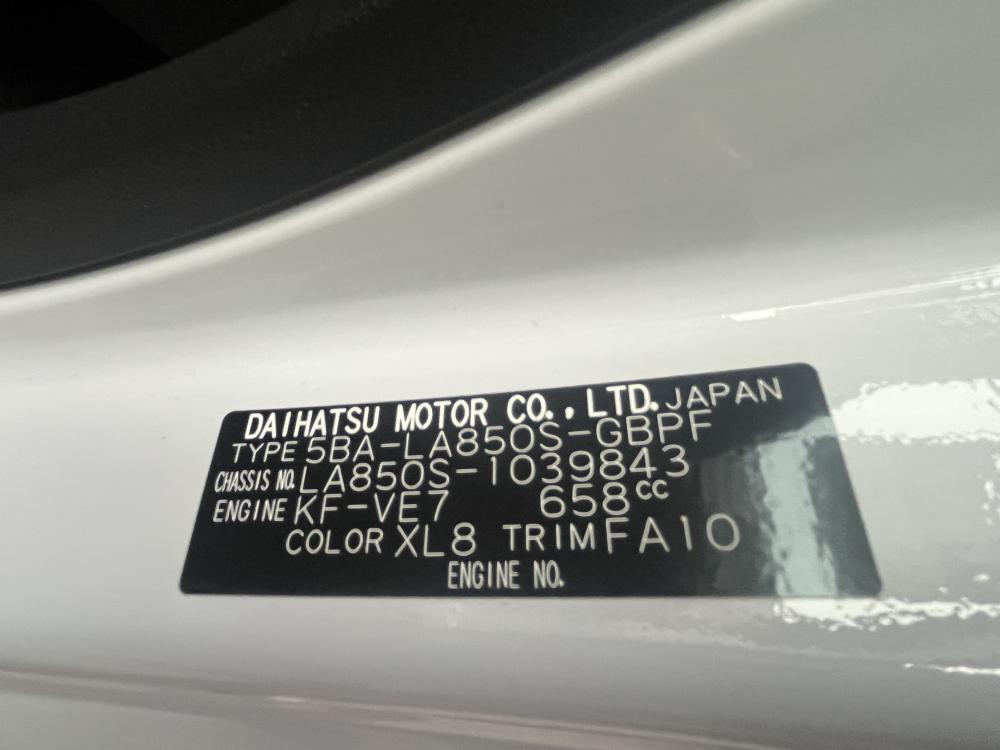 DAIHATSU MOTOR CO., LTD. JAPAN
TYPE 5BA-LA850S-GBPF
CHASSIS NO. LA850S-1039843
ENGINE KF-VE7 658cc
COLOR XL8 TRIM FA10
ENGINE NO.